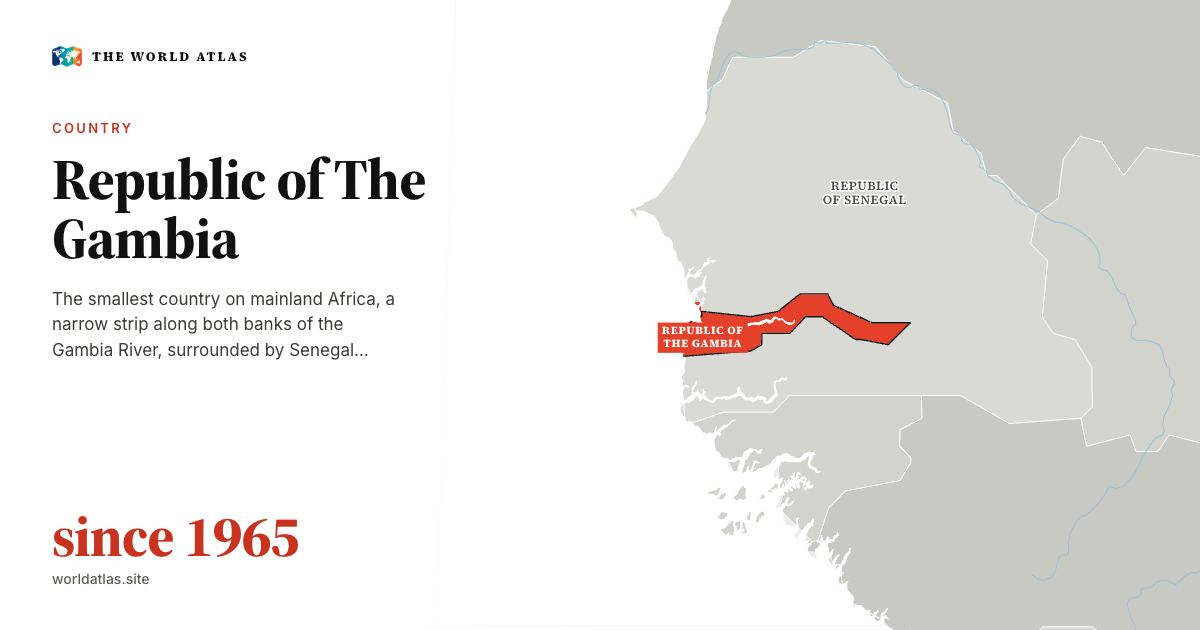 THE WORLD ATLAS
COUNTRY
Republic of The
Gambia
The smallest country on mainland Africa, a
narrow strip along both banks of the
Gambia River, surrounded by Senegal...
since 1965
worldatlas.site
REPUBLIC
OF SENEGAL
REPUBLIC OF
THE GAMBIA